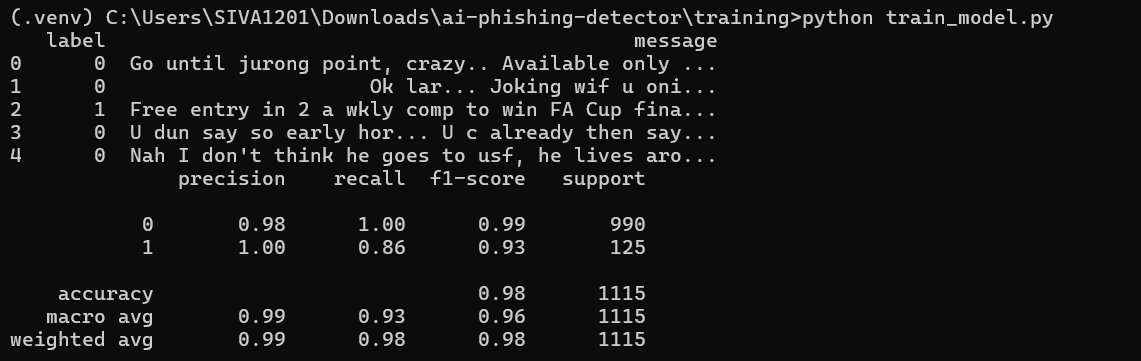 (.venv) C:\Users\SIVA1201\Downloads\ai-phishing-detector\training>python train_model.py
label message
0 0 Go until jurong point, crazy.. Available only ...
1 0 Ok lar... Joking wif u oni...
2 1 Free entry in 2 a wkly comp to win FA Cup fina...
3 0 U dun say so early hor... U c already then say...
4 0 Nah I don't think he goes to usf, he lives aro...
precision recall f1-score support
0 0.98 1.00 0.99 990
1 1.00 0.86 0.93 125
accuracy 0.98 1115
macro avg 0.99 0.93 0.96 1115
weighted avg 0.99 0.98 0.98 1115